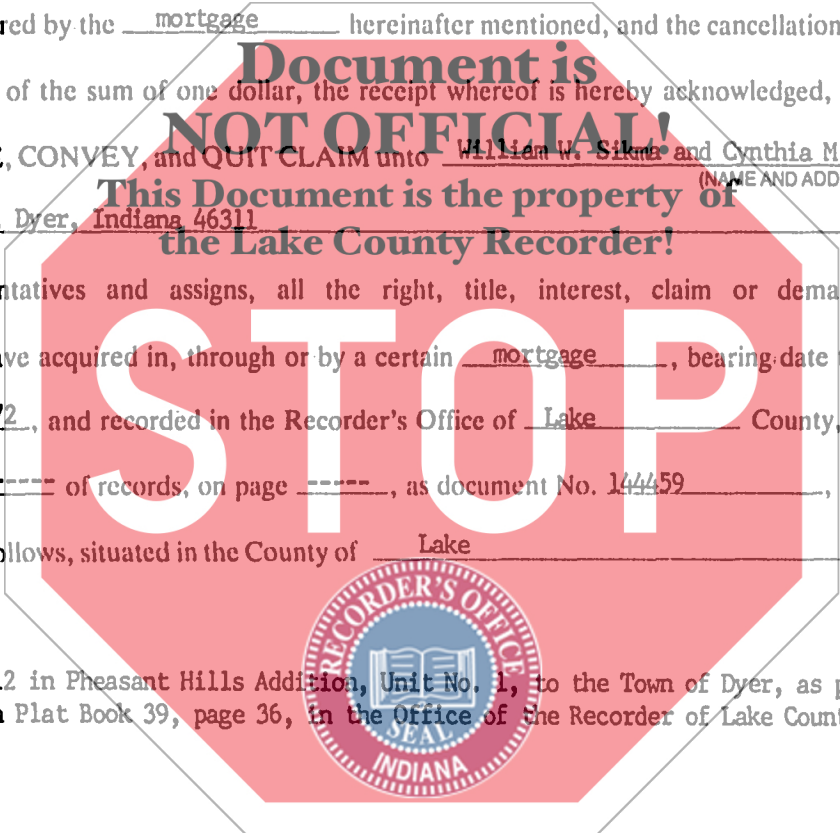 red by the mortgage hereinafter mentioned, and the cancellation
Document is
of the sum of one dollar, the receipt whereof is hereby acknowledged,
NOT OFFICIAL!
, CONVEY, and QUIT CLAIM unto William W. Sikma and Cynthia M
(NAME AND ADD
This Document is the property of
Dyer, Indiana 46311
the Lake County Recorder!
ntatives and assigns, all the right, title, interest, claim or dema
ve acquired in, through or by a certain mortgage, bearing date
2, and recorded in the Recorder's Office of Lake County,
----- of records, on page -----, as document No. 144459,
STOP
ollows, situated in the County of Lake
RECORDER'S OFFICE
2 in Pheasant Hills Addition, Unit No. 1, to the Town of Dyer, as p
Plat Book 39, page 36, in the Office of the Recorder of Lake Count
SEAL
INDIANA